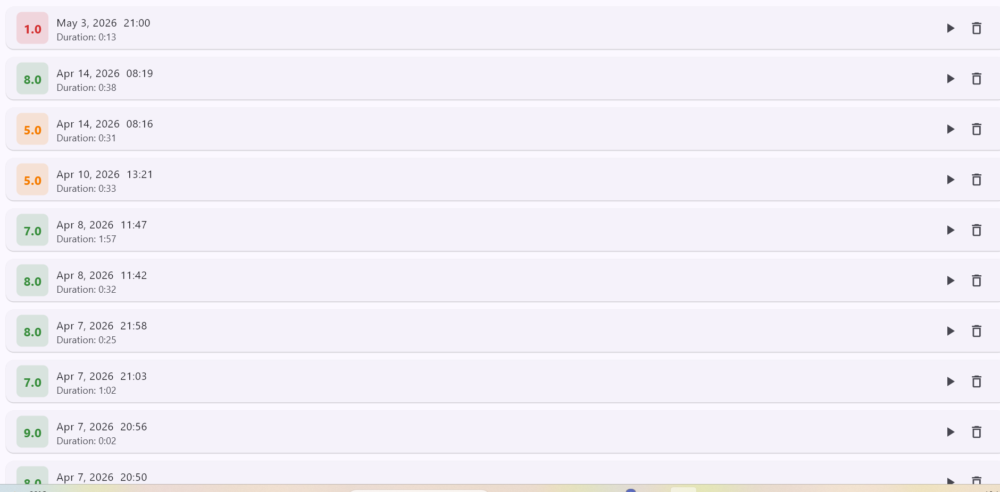 1.0
May 3, 2026 21:00
Duration: 0:13
8.0
Apr 14, 2026 08:19
Duration: 0:38
5.0
Apr 14, 2026 08:16
Duration: 0:31
5.0
Apr 10, 2026 13:21
Duration: 0:33
7.0
Apr 8, 2026 11:47
Duration: 1:57
8.0
Apr 8, 2026 11:42
Duration: 0:32
8.0
Apr 7, 2026 21:58
Duration: 0:25
7.0
Apr 7, 2026 21:03
Duration: 1:02
9.0
Apr 7, 2026 20:56
Duration: 0:02
8.0
Apr 7, 2026 20:50